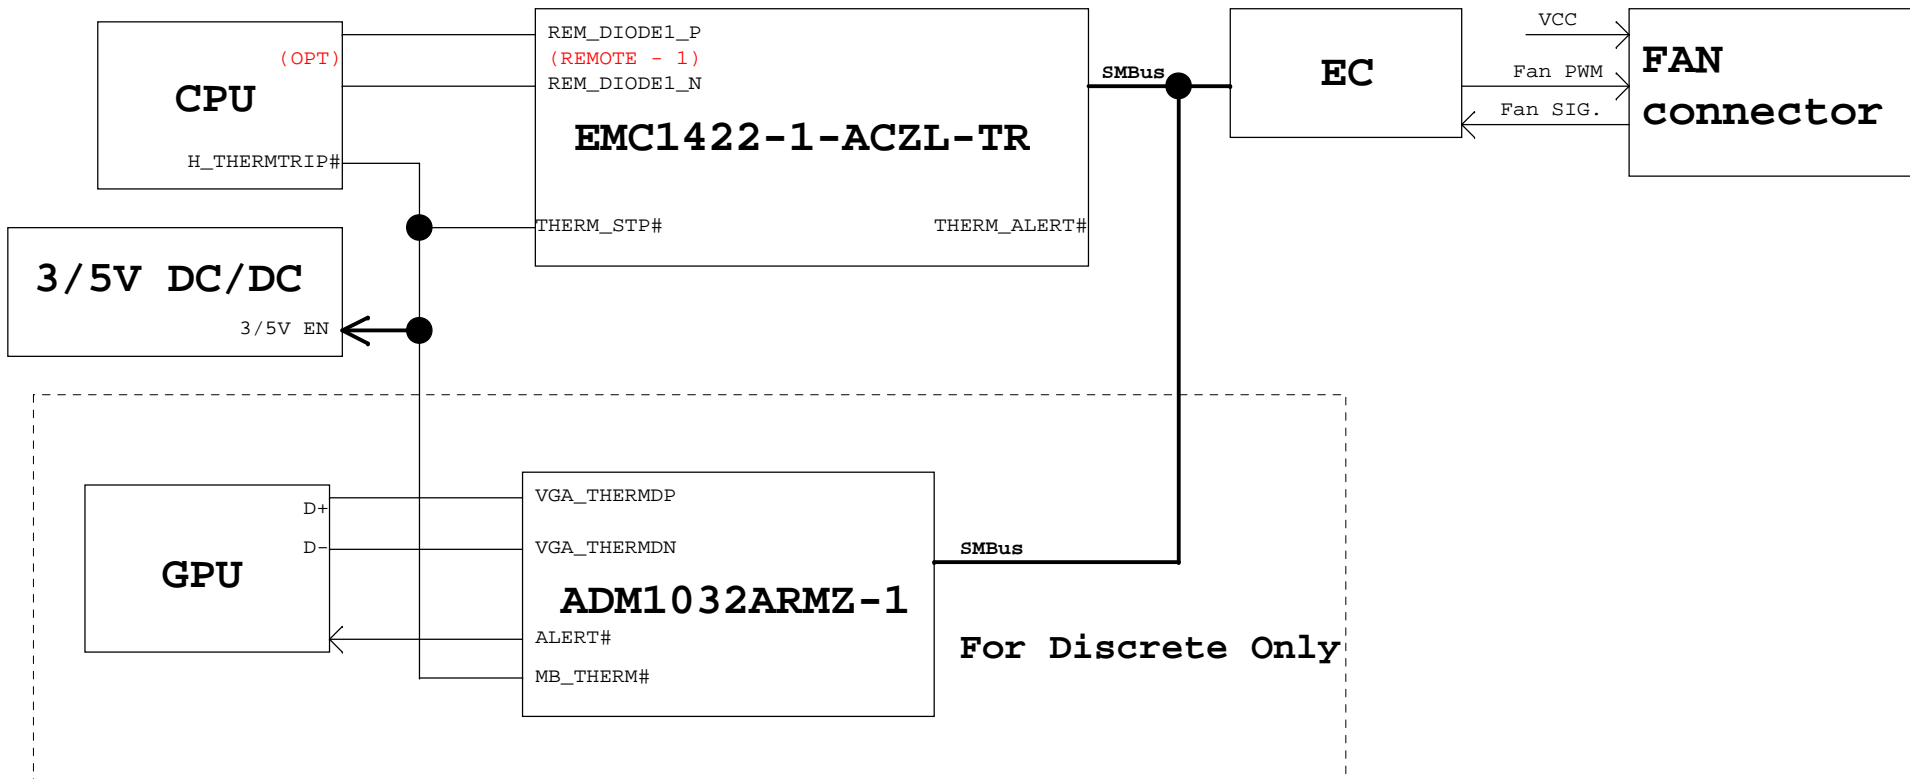 REM_DIODE1_P
(OPT)
(REMOTE - 1)
REM_DIODE1_N
CPU
EMC1422-1-ACZL-TR
H_THERMTRIP#
THERM_STP#
THERM_ALERT#
SMBus
EC
VCC
Fan PWM
Fan SIG.
FAN
connector
3/5V DC/DC
3/5V EN
D+
D-
GPU
VGA_THERMDP
VGA_THERMDN
ADM1032ARMZ-1
ALERT#
MB_THERM#
SMBus
For Discrete Only